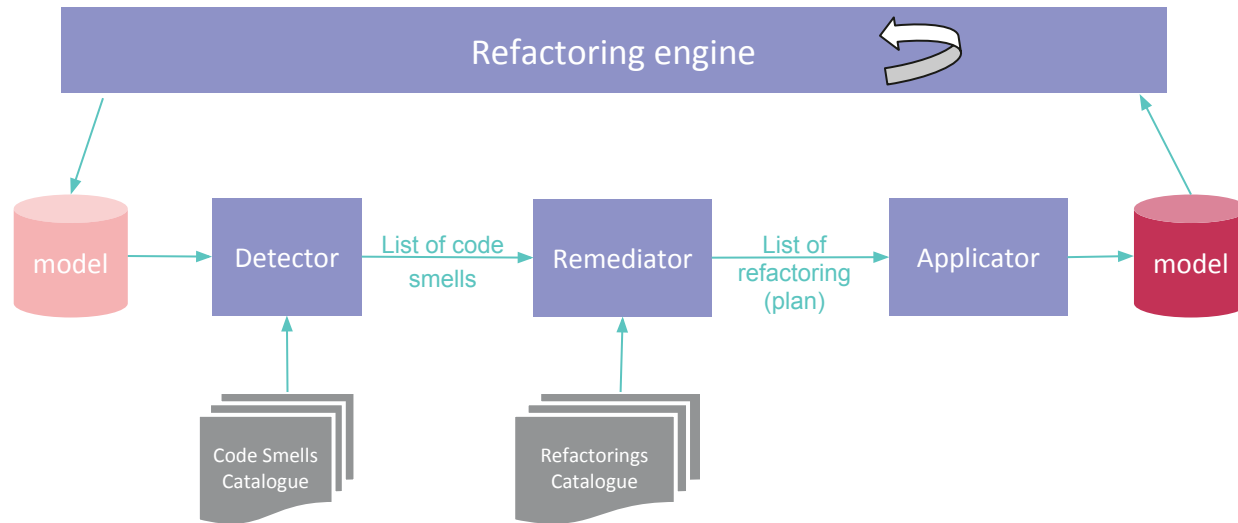 Refactoring engine
model
Detector
List of code
smells
Remediator
List of
refactoring
(plan)
Applicator
model
Code Smells
Catalogue
Refactorings
Catalogue